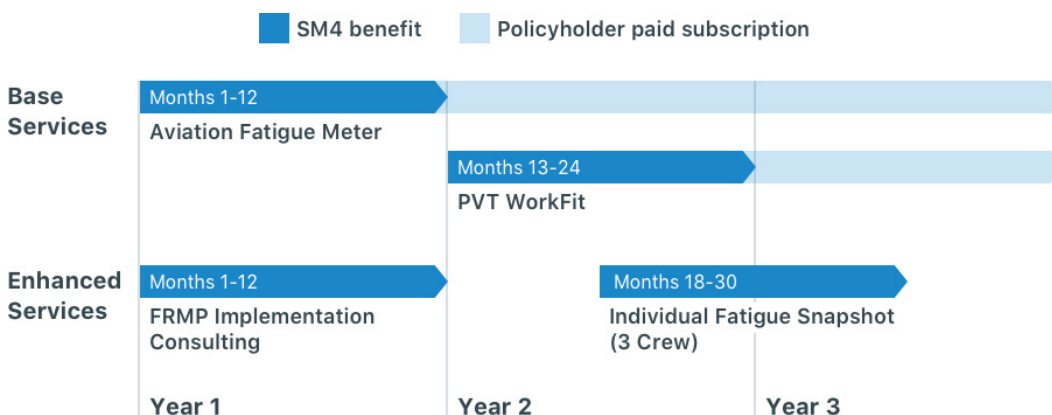 SM4 benefit
Policyholder paid subscription
Base
Services
Months 1-12
Aviation Fatigue Meter
Months 13-24
PVT WorkFit
Enhanced
Services
Months 1-12
FRMP Implementation
Consulting
Months 18-30
Individual Fatigue Snapshot
(3 Crew)
Year 1
Year 2
Year 3